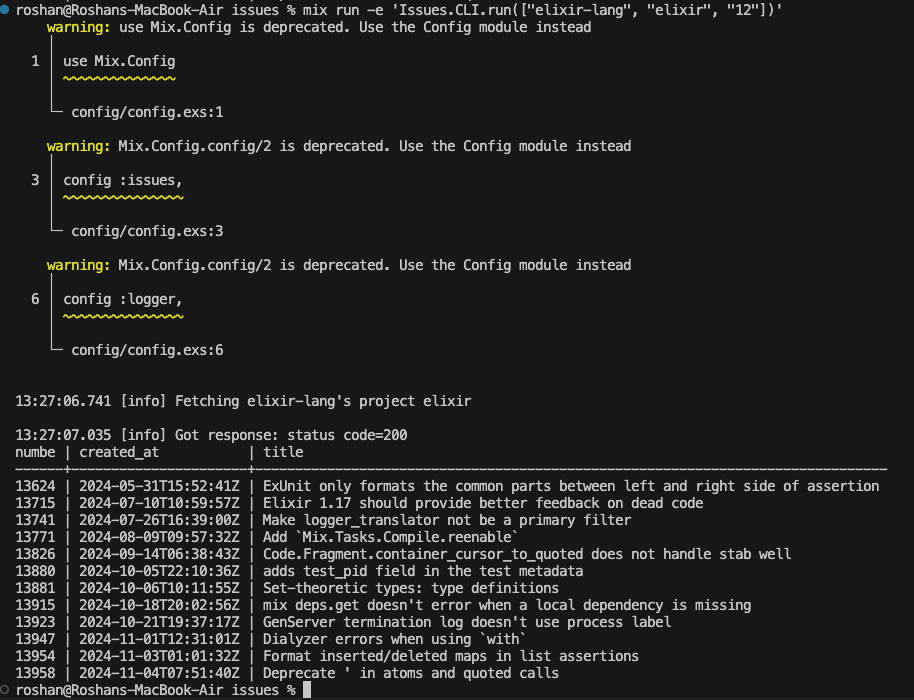 roshan@Roshans-MacBook-Air issues % mix run -e 'Issues.CLI.run(["elixir-lang", "elixir", "12"])'
warning: use Mix.Config is deprecated. Use the Config module instead
1 │ use Mix.Config
│ ~~~~~~~~~~~~~~
└─ config/config.exs:1
warning: Mix.Config.config/2 is deprecated. Use the Config module instead
3 │ config :issues,
│ ~~~~~~~~~~~~~~~
└─ config/config.exs:3
warning: Mix.Config.config/2 is deprecated. Use the Config module instead
6 │ config :logger,
│ ~~~~~~~~~~~~~~~
└─ config/config.exs:6
13:27:06.741 [info] Fetching elixir-lang's project elixir
13:27:07.035 [info] Got response: status code=200
numbe | created_at | title
------+----------------------+-------------------------------------------------------------------------------
13624 | 2024-05-31T15:52:41Z | ExUnit only formats the common parts between left and right side of assertion
13715 | 2024-07-10T10:59:57Z | Elixir 1.17 should provide better feedback on dead code
13741 | 2024-07-26T16:39:00Z | Make logger_translator not be a primary filter
13771 | 2024-08-09T09:57:32Z | Add `Mix.Tasks.Compile.reenable`
13826 | 2024-09-14T06:38:43Z | Code.Fragment.container_cursor_to_quoted does not handle stab well
13880 | 2024-10-05T22:10:36Z | adds test_pid field in the test metadata
13881 | 2024-10-06T10:11:55Z | Set-theoretic types: type definitions
13915 | 2024-10-18T20:02:56Z | mix deps.get doesn't error when a local dependency is missing
13923 | 2024-10-21T19:37:17Z | GenServer termination log doesn't use process label
13947 | 2024-11-01T12:31:01Z | Dialyzer errors when using `with`
13954 | 2024-11-03T01:01:32Z | Format inserted/deleted maps in list assertions
13958 | 2024-11-04T07:51:40Z | Deprecate ' in atoms and quoted calls
roshan@Roshans-MacBook-Air issues %